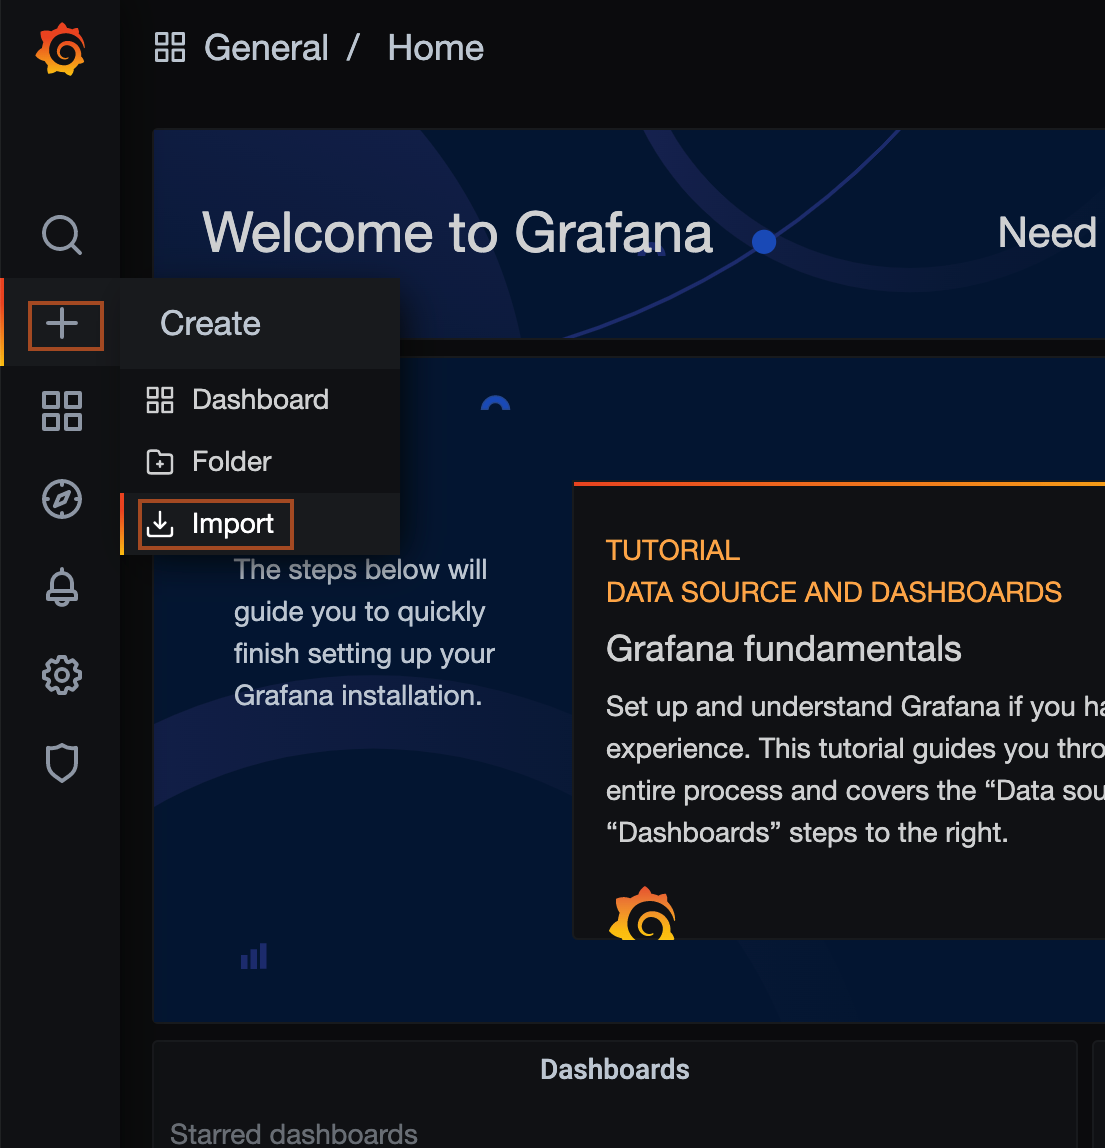 General / Home
Welcome to Grafana
Need
Create
Dashboard
Folder
Import
The steps below will
guide you to quickly
finish setting up your
Grafana installation.
TUTORIAL
DATA SOURCE AND DASHBOARDS
Grafana fundamentals
Set up and understand Grafana if you ha
experience. This tutorial guides you thro
entire process and covers the “Data sou
“Dashboards” steps to the right.
Dashboards
Starred dashboards